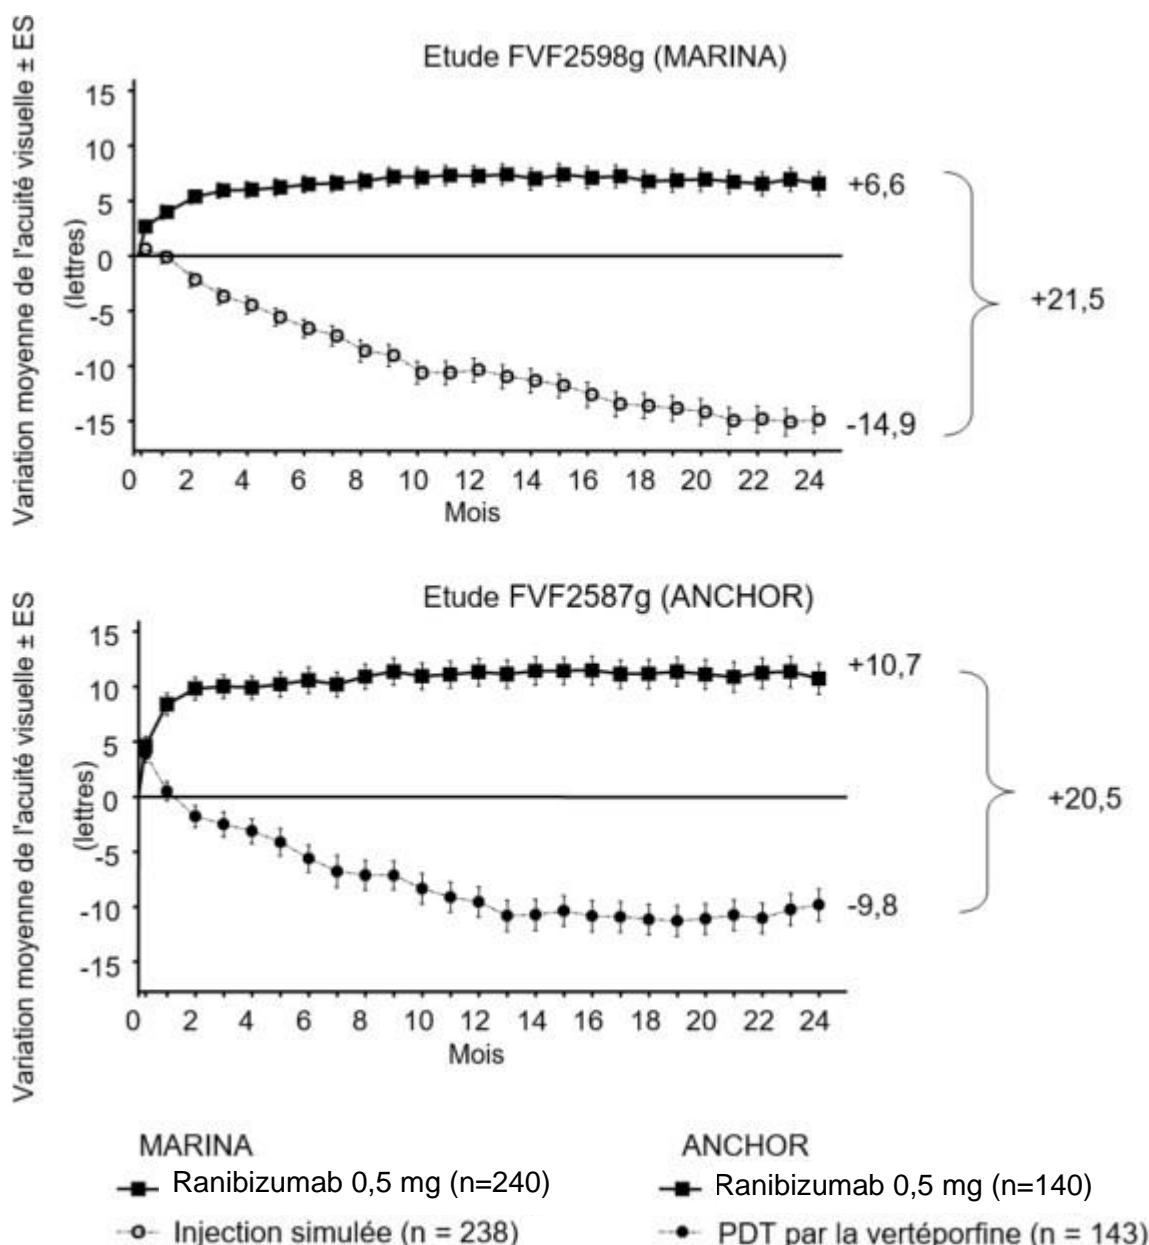 Etude FVF2598g (MARINA)
Variation moyenne de l'acuité visuelle ± ES
(lettres)
15
10
5
0
-5
-10
-15
+6,6
+21,5
-14,9
0 2 4 6 8 10 12 14 16 18 20 22 24
Mois
Etude FVF2587g (ANCHOR)
Variation moyenne de l'acuité visuelle ± ES
(lettres)
15
10
5
0
-5
-10
-15
+10,7
+20,5
-9,8
0 2 4 6 8 10 12 14 16 18 20 22 24
Mois
MARINA
Ranibizumab 0,5 mg (n=240)
Injection simulée (n = 238)
ANCHOR
Ranibizumab 0,5 mg (n=140)
PDT par la vertéporfine (n = 143)